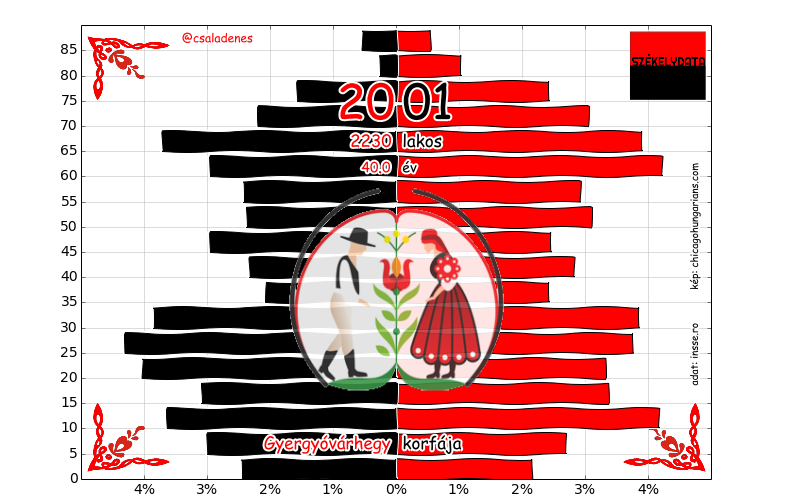 @csaladenes
SZÉKELYDATA
2001
2230 lakos
40.0 év
kép: chicagohungarians.com
adat: insse.ro
Gyergyóvárhegy korfája
85
80
75
70
65
60
55
50
45
40
35
30
25
20
15
10
5
0
4% 3% 2% 1% 0% 1% 2% 3% 4%